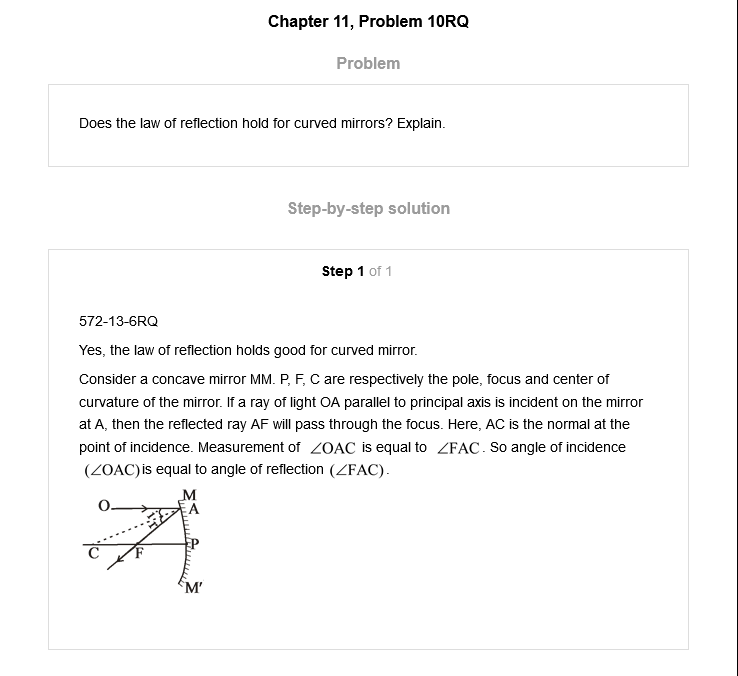 Chapter 11, Problem 10RQ
Problem
Does the law of reflection hold for curved mirrors? Explain.
Step-by-step solution
Step 1 of 1
572-13-6RQ
Yes, the law of reflection holds good for curved mirror.
Consider a concave mirror MM. P, F, C are respectively the pole, focus and center of
curvature of the mirror. If a ray of light OA parallel to principal axis is incident on the mirror
at A, then the reflected ray AF will pass through the focus. Here, AC is the normal at the
point of incidence. Measurement of ∠OAC is equal to ∠FAC. So angle of incidence
(∠OAC) is equal to angle of reflection (∠FAC).
M
O
A
C
F
P
M'